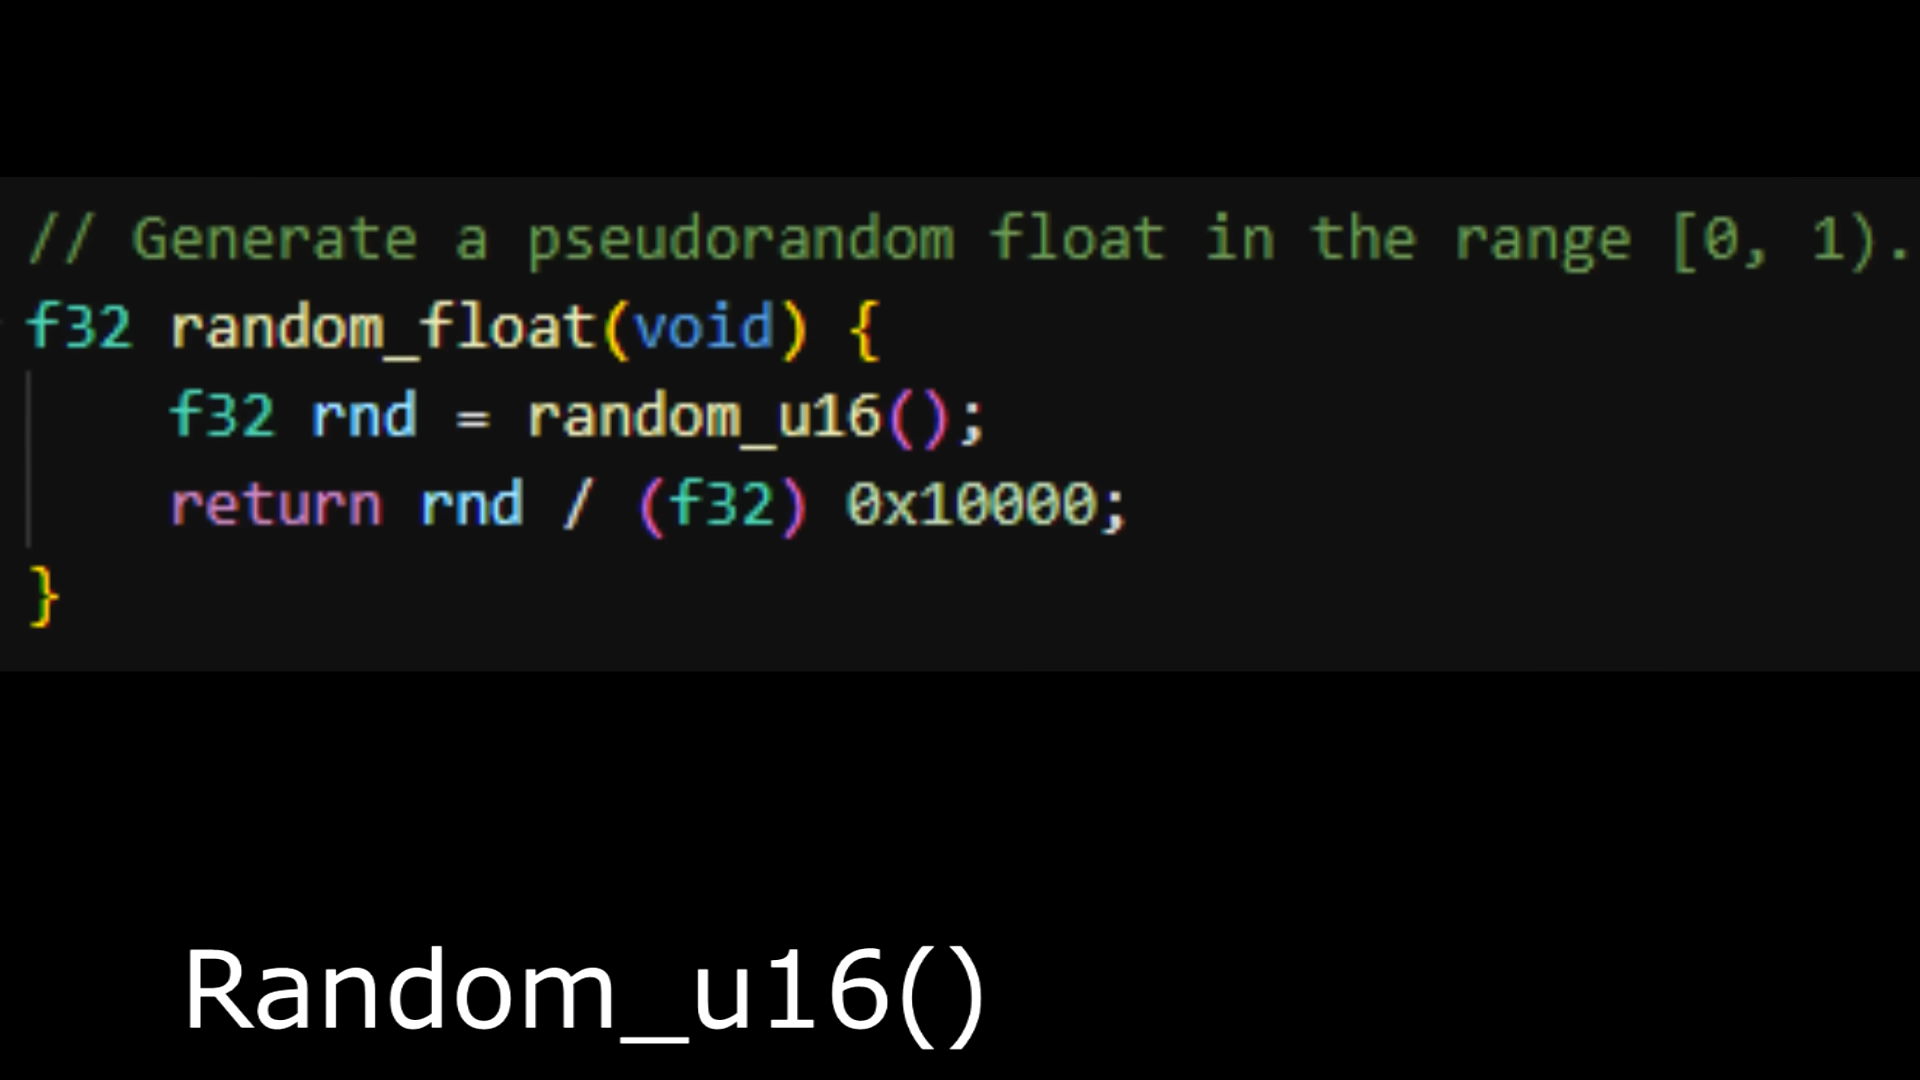 // Generate a pseudorandom float in the range [0, 1).
f32 random_float(void) {
    f32 rnd = random_u16();
    return rnd / (f32) 0x10000;
}
Random_u16()